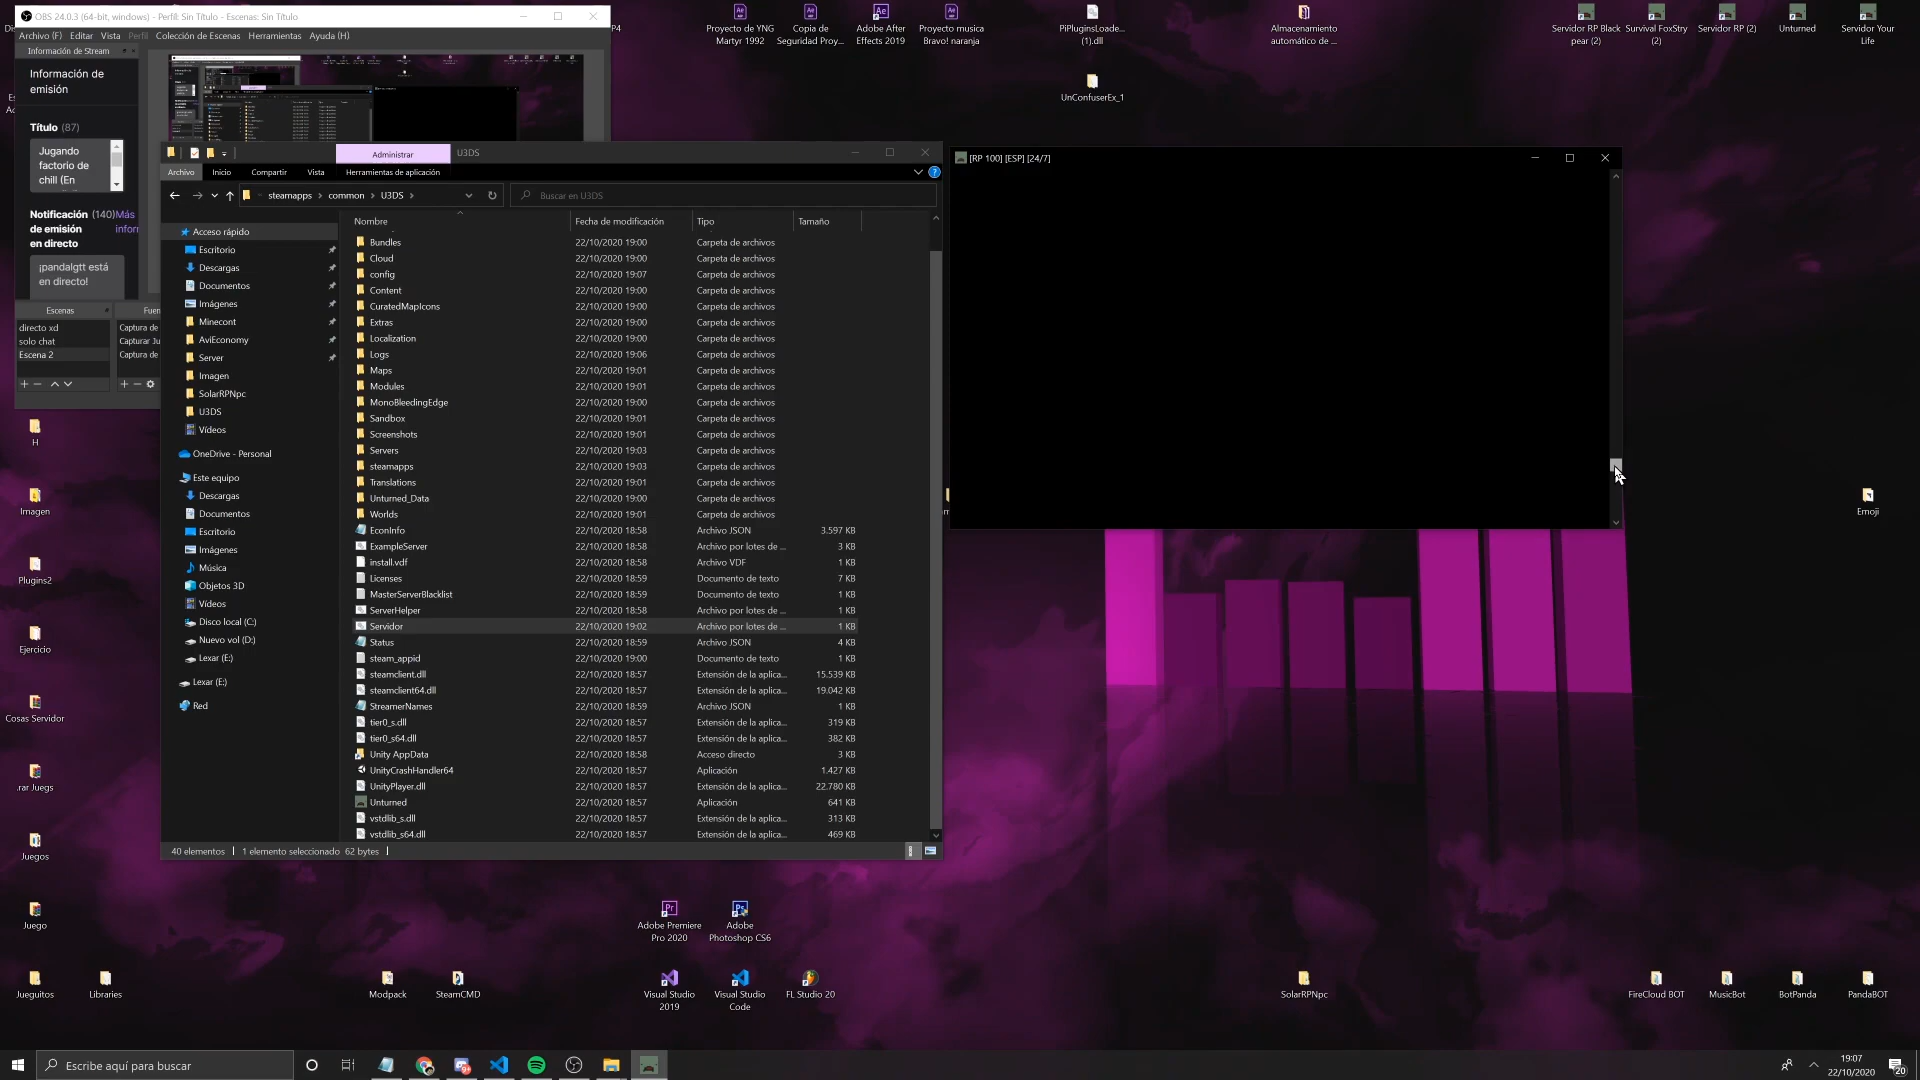 OBS 24.0.3 (64-bit, windows) - Perfil: Sin Título - Escenas: Sin Título
Archivo (F) Editar Vista Perfil Colección de Escenas Herramientas Ayuda (H)
Información de Stream
Información de
emisión
Título (87)
Jugando
factorio de
chill (En
Notificación (140)Más
de emisión inforr
en directo
¡pandalgtt está
en directo!
Escenas Fuen
directo xd
solo chat
Escena 2
Captura de
Capturar Ju
Captura de
P4
Proyecto de YNG
Martyr 1992
Copia de
Seguridad Proy...
Adobe After
Effects 2019
Proyecto musica
Bravo! naranja
PiPluginsLoade...
(1).dll
Almacenamiento
automático de ...
Servidor RP Black
pear (2)
Survival FoxStry
(2)
Servidor RP (2)
Unturned
Servidor Your
Life
UnConfuserEx_1
Administrar U3DS
Archivo Inicio Compartir Vista Herramientas de aplicación
steamapps > common > U3DS >
Buscar en U3DS
Nombre Fecha de modificación Tipo Tamaño
Acceso rápido
Escritorio
Descargas
Documentos
Imágenes
Minecont
AviEconomy
Server
Imagen
SolarRPNpc
U3DS
Vídeos
OneDrive - Personal
Este equipo
Descargas
Documentos
Escritorio
Imágenes
Música
Objetos 3D
Vídeos
Disco local (C:)
Nuevo vol (D:)
Lexar (E:)
Lexar (E:)
Red
Bundles 22/10/2020 19:00 Carpeta de archivos
Cloud 22/10/2020 19:00 Carpeta de archivos
config 22/10/2020 19:07 Carpeta de archivos
Content 22/10/2020 19:00 Carpeta de archivos
CuratedMapIcons 22/10/2020 19:00 Carpeta de archivos
Extras 22/10/2020 19:00 Carpeta de archivos
Localization 22/10/2020 19:00 Carpeta de archivos
Logs 22/10/2020 19:06 Carpeta de archivos
Maps 22/10/2020 19:01 Carpeta de archivos
Modules 22/10/2020 19:01 Carpeta de archivos
MonoBleedingEdge 22/10/2020 19:00 Carpeta de archivos
Sandbox 22/10/2020 19:01 Carpeta de archivos
Screenshots 22/10/2020 19:01 Carpeta de archivos
Servers 22/10/2020 19:03 Carpeta de archivos
steamapps 22/10/2020 19:03 Carpeta de archivos
Translations 22/10/2020 19:01 Carpeta de archivos
Unturned_Data 22/10/2020 19:00 Carpeta de archivos
Worlds 22/10/2020 19:01 Carpeta de archivos
EconInfo 22/10/2020 18:58 Archivo JSON 3.597 KB
ExampleServer 22/10/2020 18:58 Archivo por lotes de ... 3 KB
install.vdf 22/10/2020 18:58 Archivo VDF 1 KB
Licenses 22/10/2020 18:59 Documento de texto 7 KB
MasterServerBlacklist 22/10/2020 18:59 Documento de texto 1 KB
ServerHelper 22/10/2020 18:58 Archivo por lotes de ... 1 KB
Servidor 22/10/2020 19:02 Archivo por lotes de ... 1 KB
Status 22/10/2020 18:59 Archivo JSON 4 KB
steam_appid 22/10/2020 19:00 Documento de texto 1 KB
steamclient.dll 22/10/2020 18:57 Extensión de la aplica... 15.539 KB
steamclient64.dll 22/10/2020 18:57 Extensión de la aplica... 19.042 KB
StreamerNames 22/10/2020 18:59 Archivo JSON 1 KB
tier0_s.dll 22/10/2020 18:57 Extensión de la aplica... 319 KB
tier0_s64.dll 22/10/2020 18:57 Extensión de la aplica... 382 KB
Unity AppData 22/10/2020 18:58 Acceso directo 3 KB
UnityCrashHandler64 22/10/2020 18:57 Aplicación 1.427 KB
UnityPlayer.dll 22/10/2020 18:57 Extensión de la aplica... 22.780 KB
Unturned 22/10/2020 18:57 Aplicación 641 KB
vstdlib_s.dll 22/10/2020 18:57 Extensión de la aplica... 313 KB
vstdlib_s64.dll 22/10/2020 18:57 Extensión de la aplica... 469 KB
40 elementos 1 elemento seleccionado 62 bytes
[RP 100] [ESP] [24/7]
H
Imagen
Plugins2
Ejercicio
Cosas Servidor
.rar Juegs
Juegos
Juego
Jueguitos
Libraries
Modpack
SteamCMD
Adobe Premiere
Pro 2020
Adobe
Photoshop CS6
Visual Studio
2019
Visual Studio
Code
FL Studio 20
Emoji
SolarRPNpc
FireCloud BOT
MusicBot
BotPanda
PandaBOT
Escribe aquí para buscar
19:07
22/10/2020
20